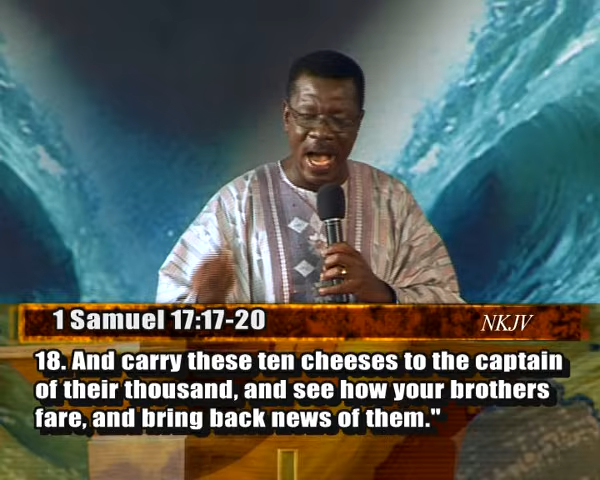 1 Samuel 17:17-20
NKJV
18. And carry these ten cheeses to the captain
of their thousand, and see how your brothers
fare, and bring back news of them."